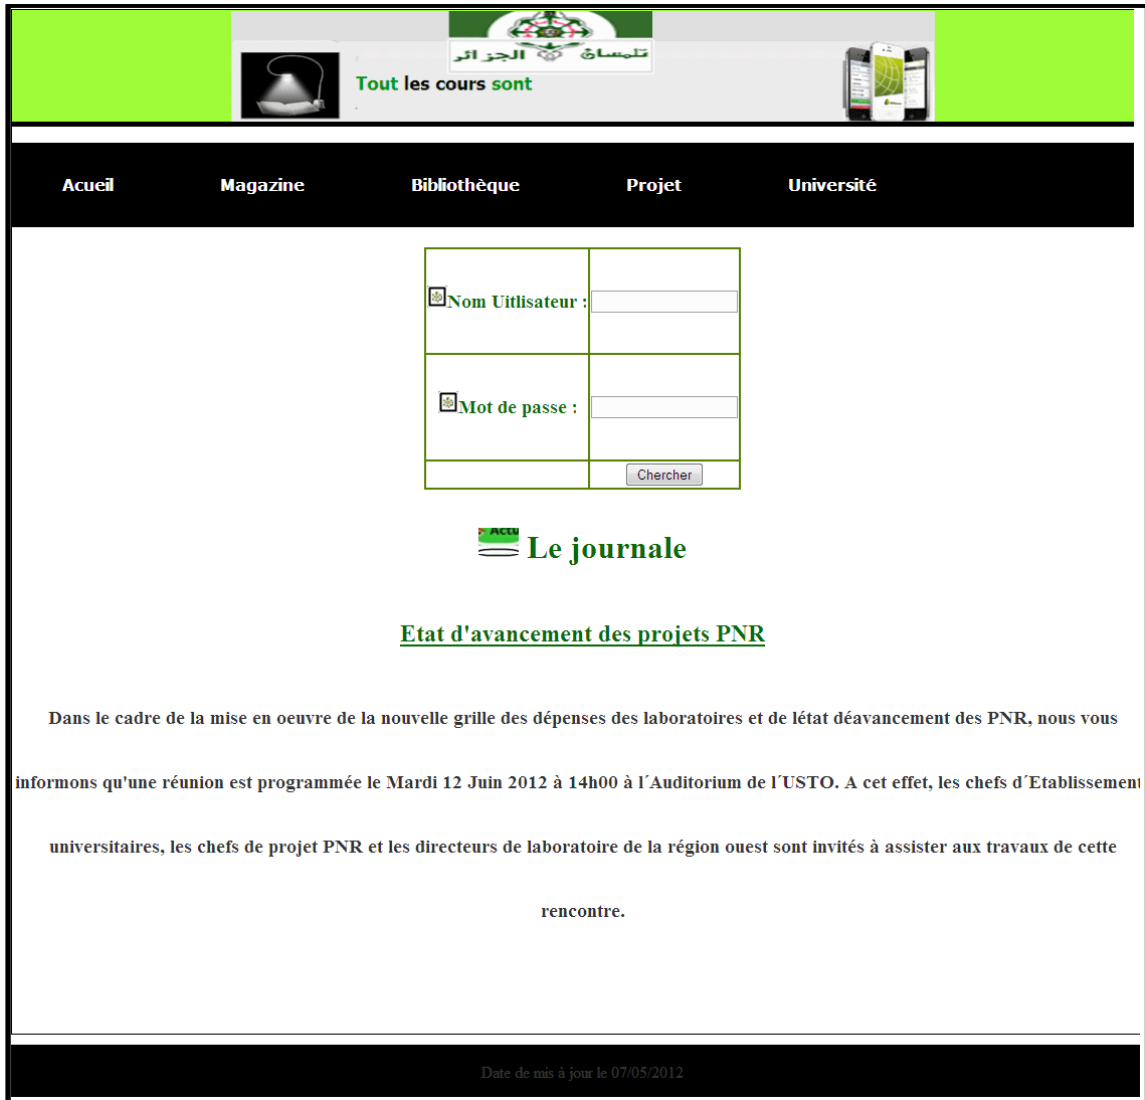 تلمسان الجزائر
Tout les cours sont
Acueil Magazine Bibliothèque Projet Université
Nom Uitlisateur :
Mot de passe :
Chercher
Actu
Le journale
Etat d'avancement des projets PNR
Dans le cadre de la mise en oeuvre de la nouvelle grille des dépenses des laboratoires et de létat déavancement des PNR, nous vous
informons qu'une réunion est programmée le Mardi 12 Juin 2012 à 14h00 à l´Auditorium de l´USTO. A cet effet, les chefs d´Etablissement
universitaires, les chefs de projet PNR et les directeurs de laboratoire de la région ouest sont invités à assister aux travaux de cette
rencontre.
Date de mis à jour le 07/05/2012